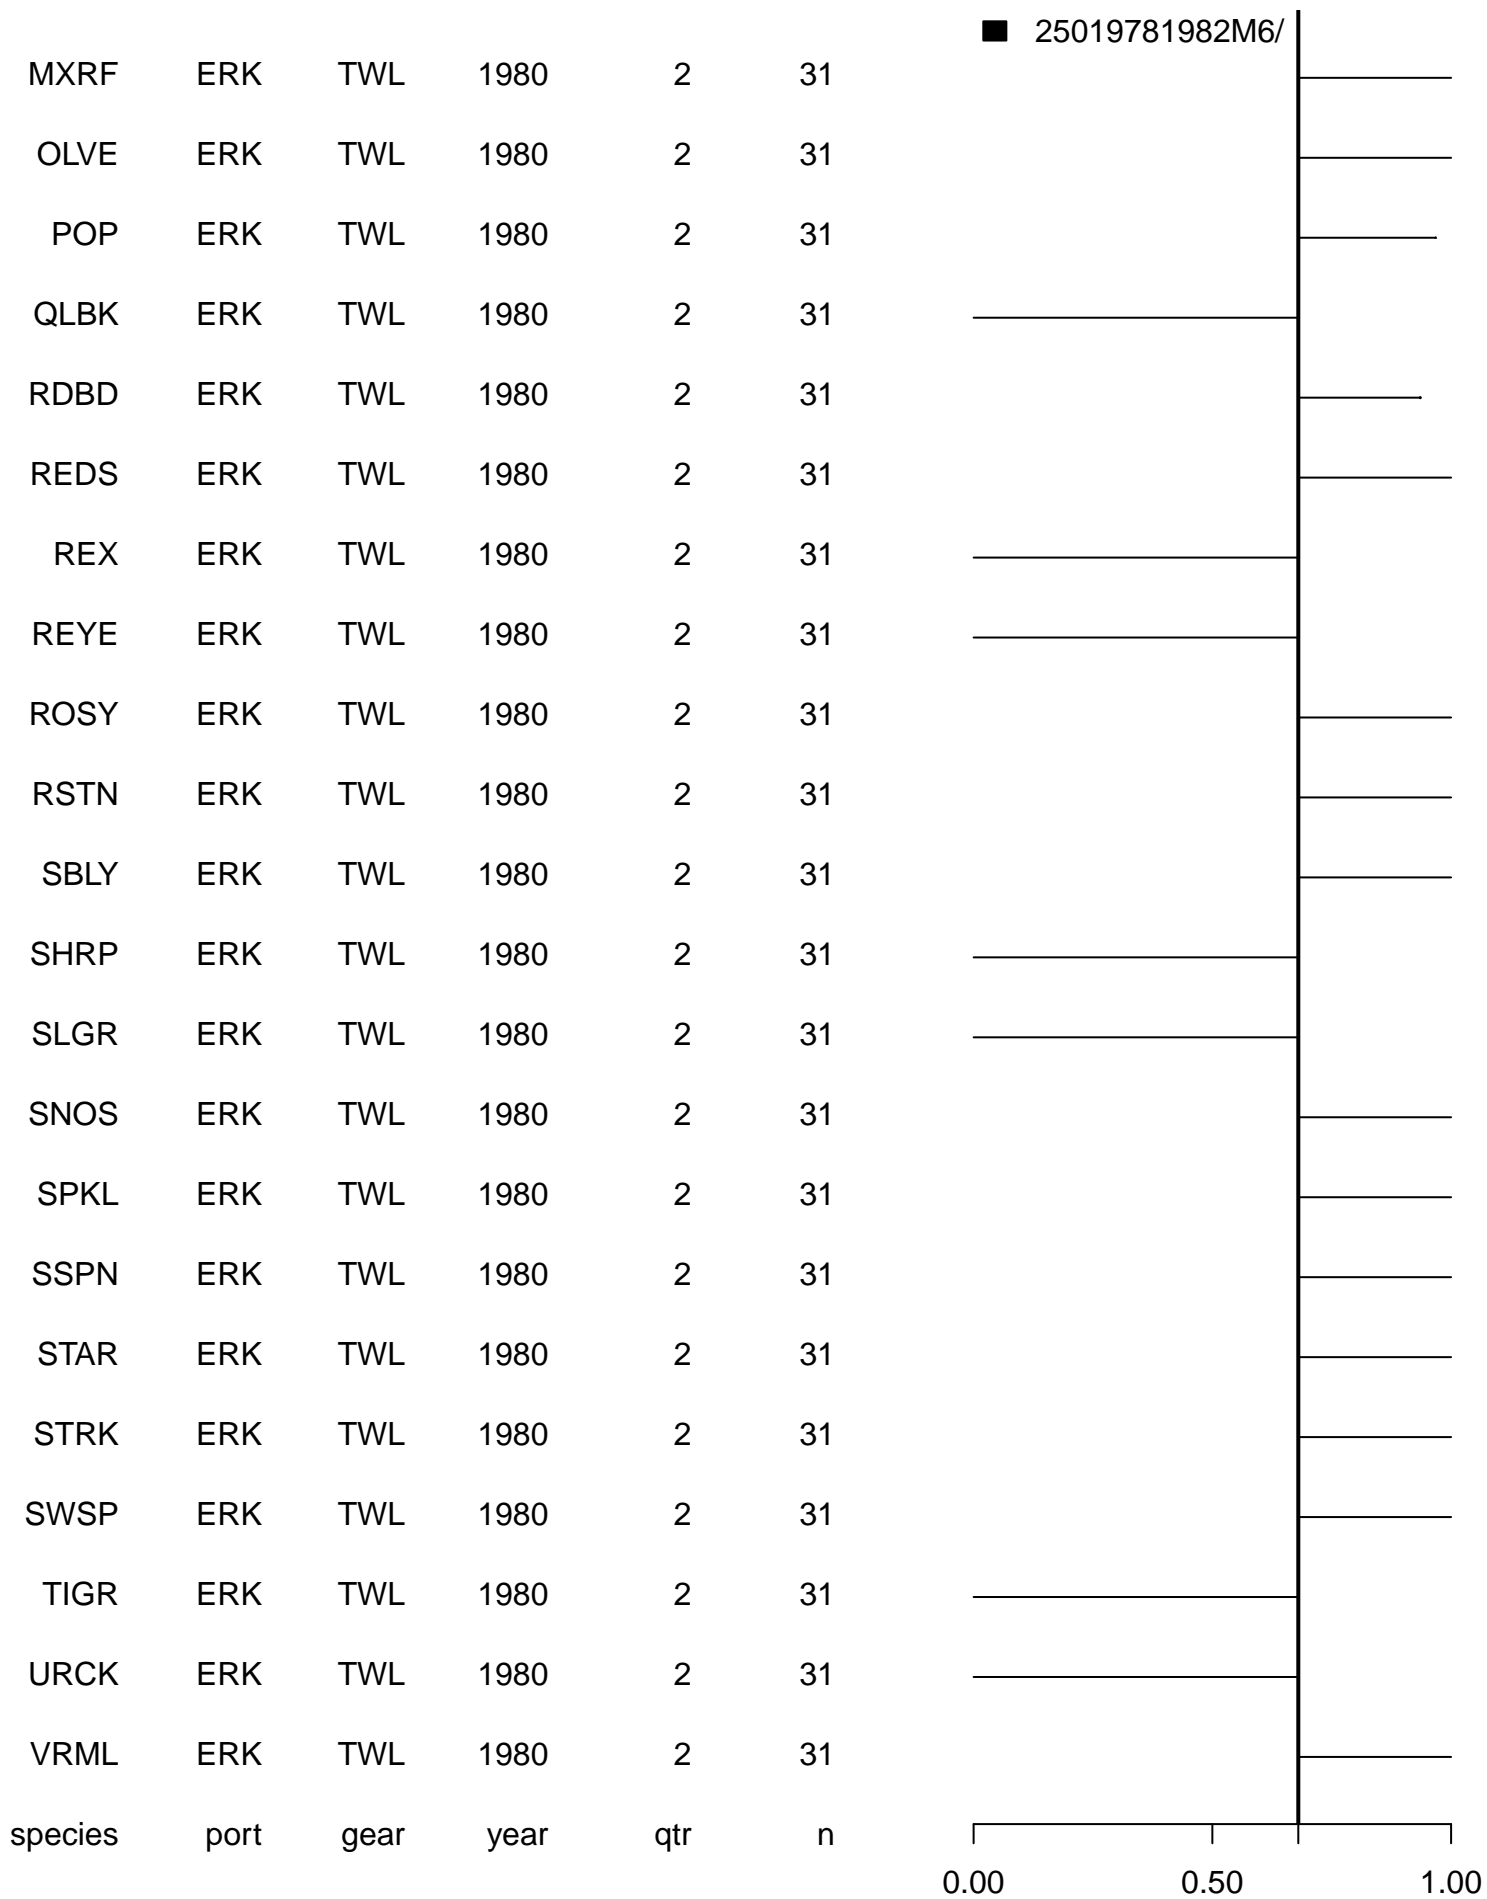 25019781982M6/
MXRF ERK TWL 1980 2 31
OLVE ERK TWL 1980 2 31
POP ERK TWL 1980 2 31
QLBK ERK TWL 1980 2 31
RDBD ERK TWL 1980 2 31
REDS ERK TWL 1980 2 31
REX ERK TWL 1980 2 31
REYE ERK TWL 1980 2 31
ROSY ERK TWL 1980 2 31
RSTN ERK TWL 1980 2 31
SBLY ERK TWL 1980 2 31
SHRP ERK TWL 1980 2 31
SLGR ERK TWL 1980 2 31
SNOS ERK TWL 1980 2 31
SPKL ERK TWL 1980 2 31
SSPN ERK TWL 1980 2 31
STAR ERK TWL 1980 2 31
STRK ERK TWL 1980 2 31
SWSP ERK TWL 1980 2 31
TIGR ERK TWL 1980 2 31
URCK ERK TWL 1980 2 31
VRML ERK TWL 1980 2 31
species port gear year qtr n
0.00 0.50 1.00